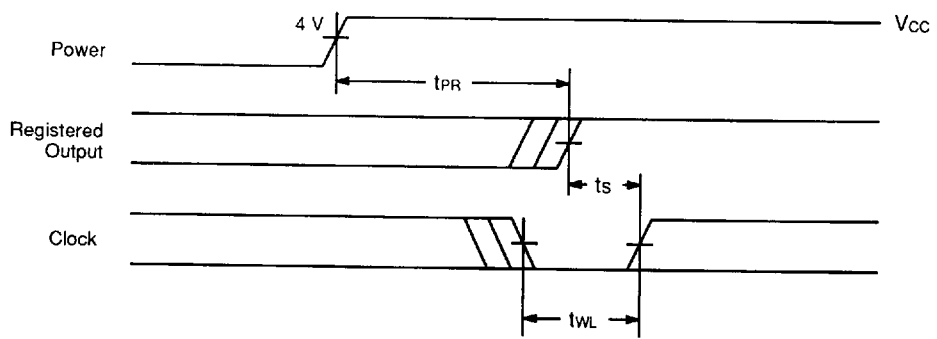 4 V
VCC
Power
tPR
Registered
Output
tS
Clock
tWL